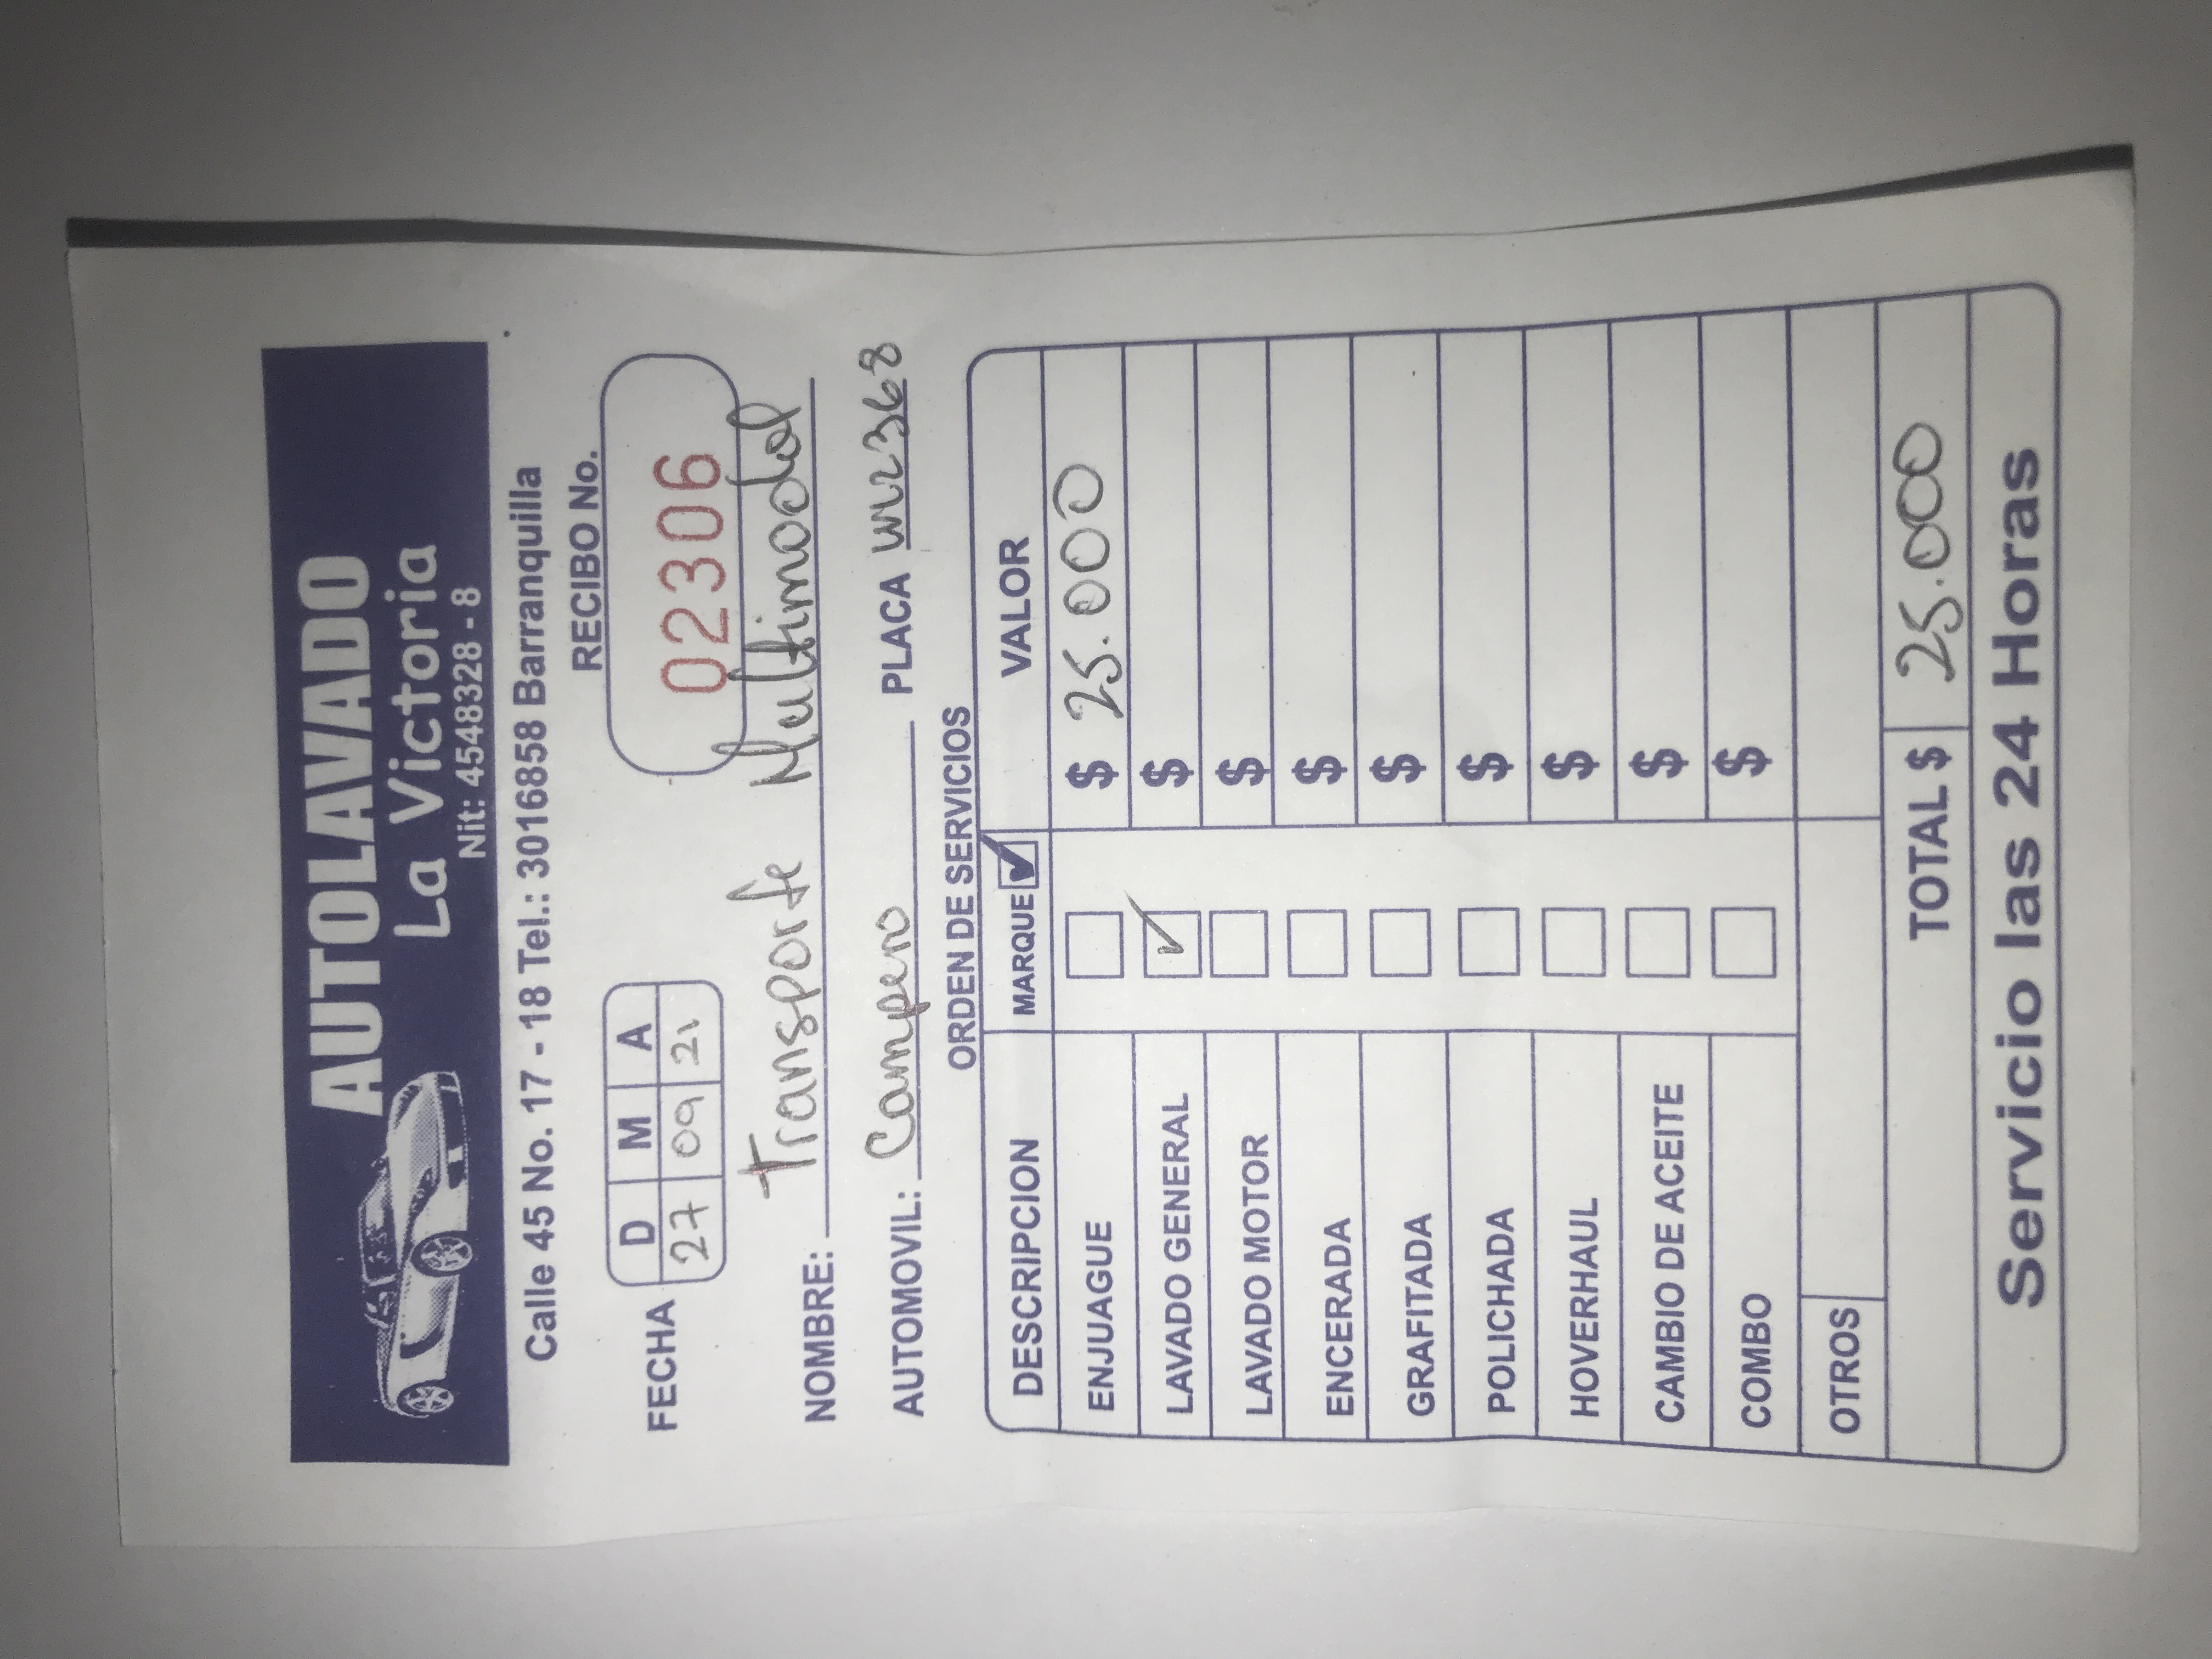 AUTOLAVADO
La Victoria
Nit: 45548328 - 8
Calle 45 No. 17 - 18 Tel.: 3016858 Barranquilla
RECIBO No.
FECHA D M A
27 09 21
02306
NOMBRE: Transporte Multimodal
AUTOMOVIL: Campero PLACA
ORDEN DE SERVICIOS
DESCRIPCION MARQUE ✓ VALOR
ENJUAGUE $ 25.000
LAVADO GENERAL ✓ $
LAVADO MOTOR $
ENCERADA $
GRAFITADA $
POLICHADA $
HOVERHAUL $
CAMBIO DE ACEITE $
COMBO $
OTROS
TOTAL $ 25.000
Servicio las 24 Horas